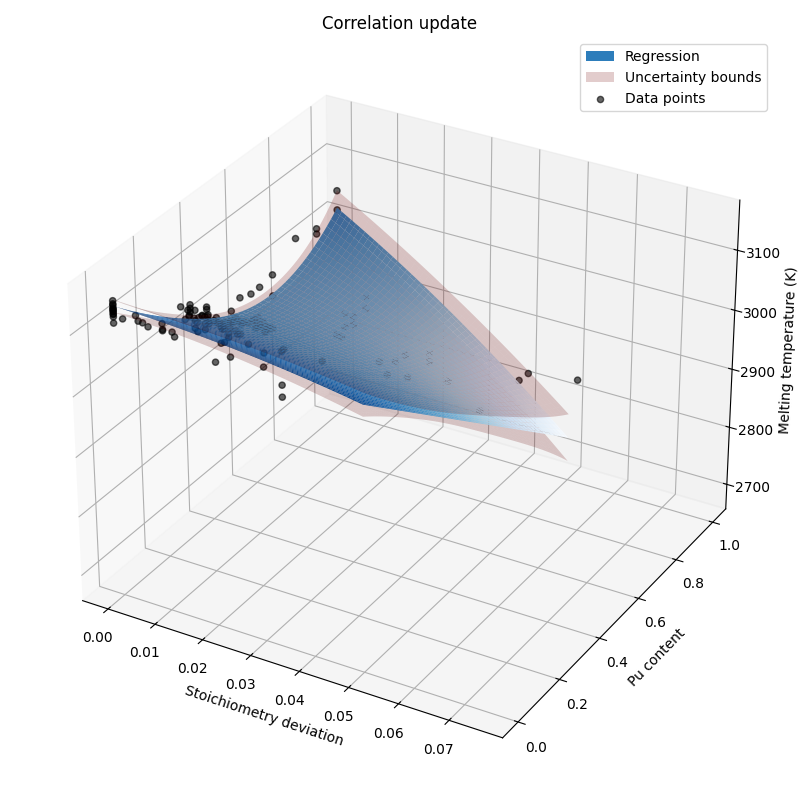 Correlation update
Regression
Uncertainty bounds
Data points
3100
3000
2900
2800
2700
Melting temperature (K)
0.00
0.01
0.02
0.03
0.04
0.05
0.06
0.07
Stoichiometry deviation
0.0
0.2
0.4
0.6
0.8
1.0
Pu content